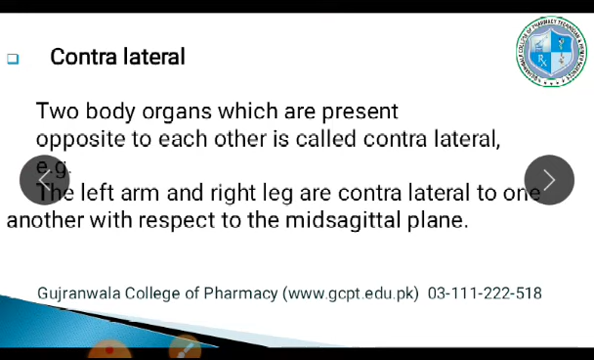 Contra lateral
Two body organs which are present
opposite to each other is called contra lateral,
e.g.
The left arm and right leg are contra lateral to one
another with respect to the midsagittal plane.
Gujranwala College of Pharmacy (www.gcpt.edu.pk) 03-111-222-518